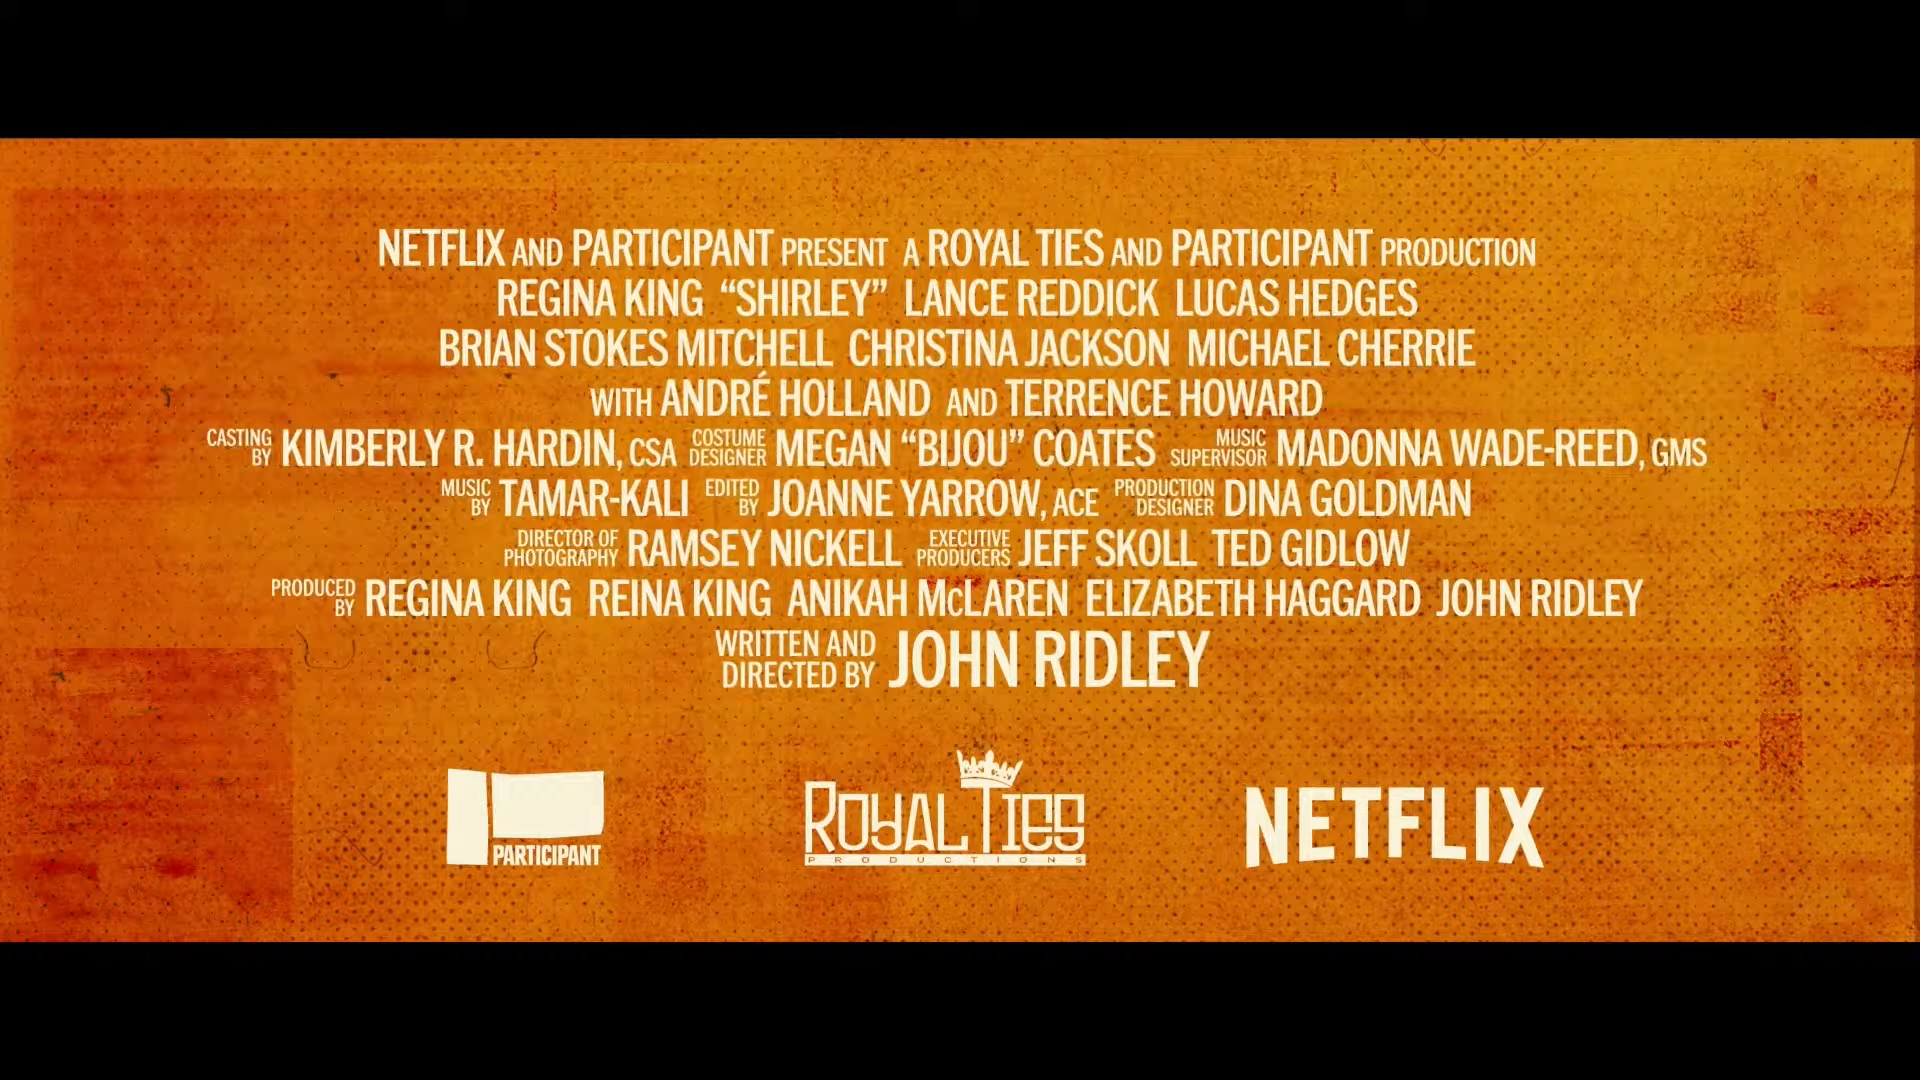 NETFLIX AND PARTICIPANT PRESENT A ROYAL TIES AND PARTICIPANT PRODUCTION
REGINA KING “SHIRLEY” LANCE REDDICK LUCAS HEDGES
BRIAN STOKES MITCHELL CHRISTINA JACKSON MICHAEL CHERRIE
WITH ANDRÉ HOLLAND AND TERRENCE HOWARD
CASTING BY KIMBERLY R. HARDIN, CSA COSTUME DESIGNER MEGAN “BIJOU” COATES MUSIC SUPERVISOR MADONNA WADE-REED, GMS
MUSIC BY TAMAR-KALI EDITED BY JOANNE YARROW, ACE PRODUCTION DESIGNER DINA GOLDMAN
DIRECTOR OF PHOTOGRAPHY RAMSEY NICKELL EXECUTIVE PRODUCERS JEFF SKOLL TED GIDLOW
PRODUCED BY REGINA KING REINA KING ANIKAH McLAREN ELIZABETH HAGGARD JOHN RIDLEY
WRITTEN AND DIRECTED BY JOHN RIDLEY
PARTICIPANT
ROYAL TIES
PRODUCTIONS
NETFLIX